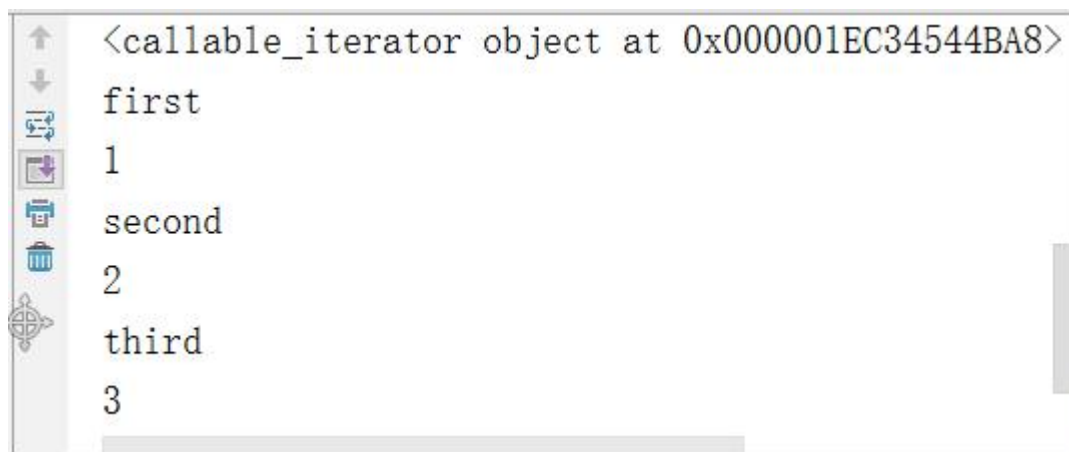 <callable_iterator object at 0x000001EC34544BA8>
first
1
second
2
third
3